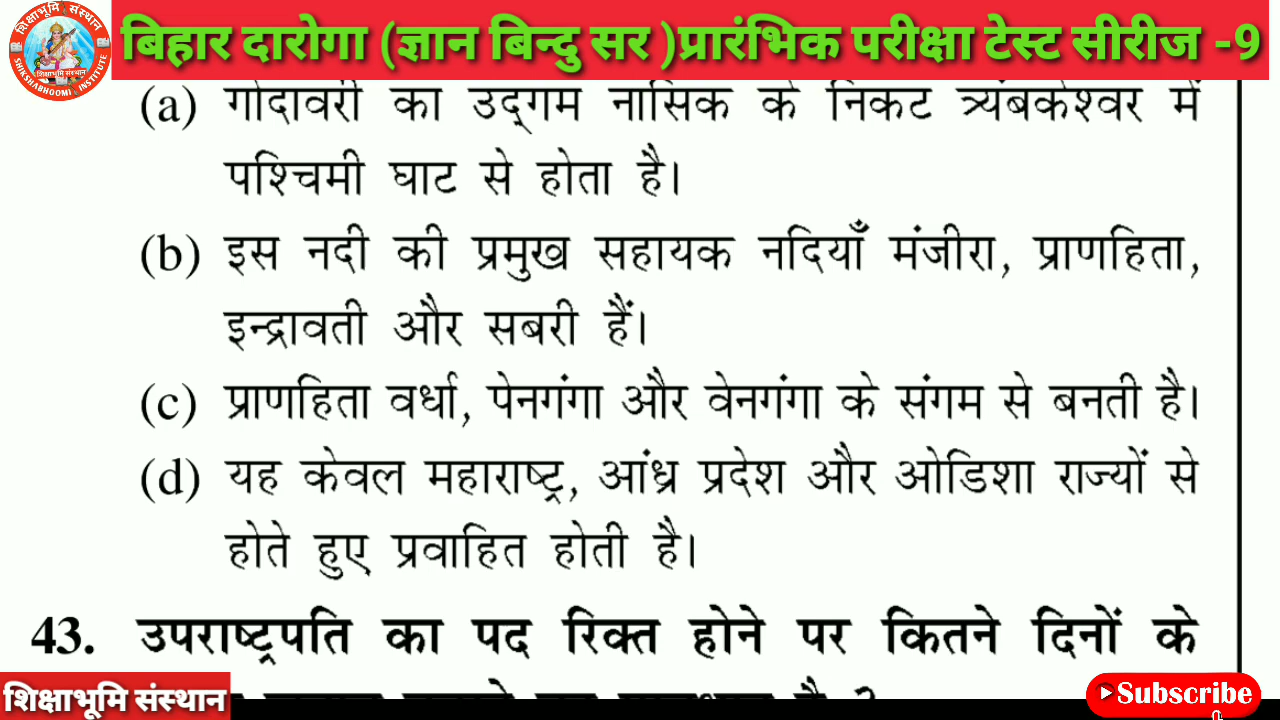 बिहार दारोगा (ज्ञान बिन्दु सर )प्रारंभिक परीक्षा टेस्ट सीरीज -9
शिक्षाभूमि संस्थान
शिक्षाभूमि संस्थान
SHIKSHABHOOMI INSTITUTE
(a) गोदावरी का उद्‌गम नासिक के निकट त्र्यंबकेश्वर में
पश्चिमी घाट से होता है।
(b) इस नदी की प्रमुख सहायक नदियाँ मंजीरा, प्राणहिता,
इन्द्रावती और सबरी हैं।
(c) प्राणहिता वर्धा, पेनगंगा और वेनगंगा के संगम से बनती है।
(d) यह केवल महाराष्ट्र, आंध्र प्रदेश और ओडिशा राज्यों से
होते हुए प्रवाहित होती है।
43. उपराष्ट्रपति का पद रिक्त होने पर कितने दिनों के
है ?
शिक्षाभूमि संस्थान
Subscribe